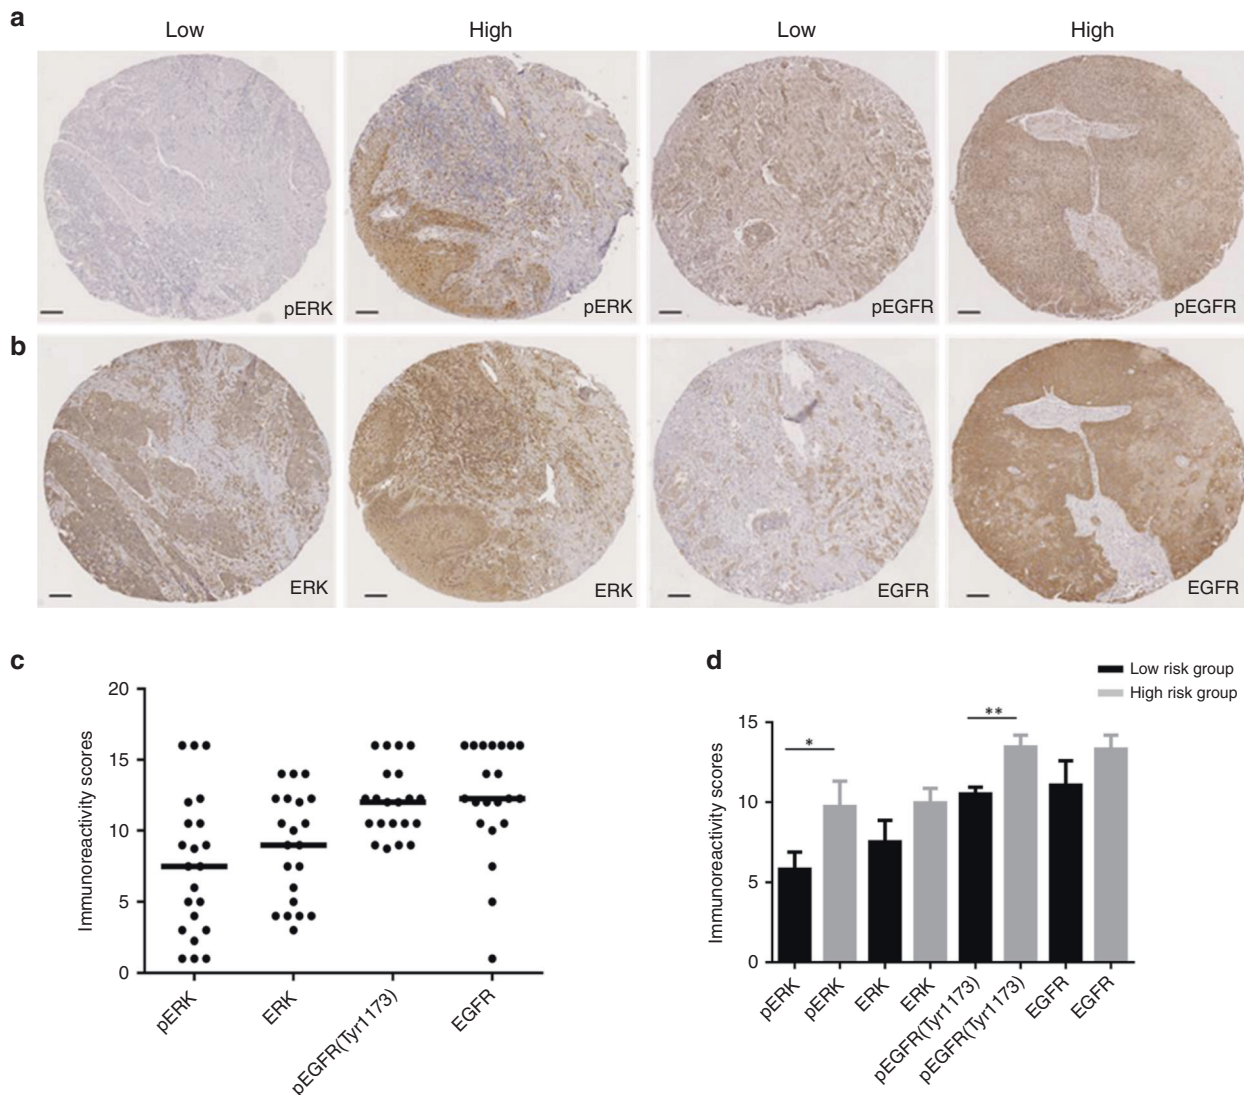 a
Low High Low High
pERK pERK pEGFR pEGFR
b
ERK ERK EGFR EGFR
c
Immunoreactivity scores
20
15
10
5
0
pERK ERK pEGFR(Tyr1173) EGFR
d
Low risk group
High risk group
Immunoreactivity scores
15
10
5
0
* **
pERK pERK ERK ERK pEGFR(Tyr1173) pEGFR(Tyr1173) EGFR EGFR